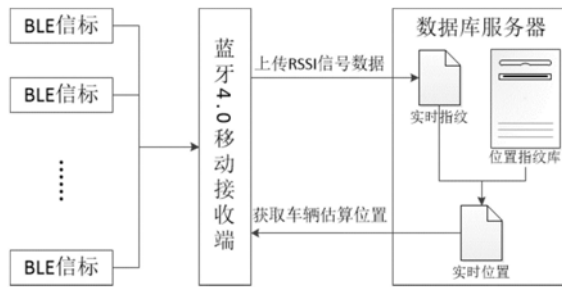 BLE信标
BLE信标
……
BLE信标
蓝牙4.0移动接收端
上传RSSI信号数据
获取车辆估算位置
数据库服务器
实时指纹
位置指纹库
实时位置